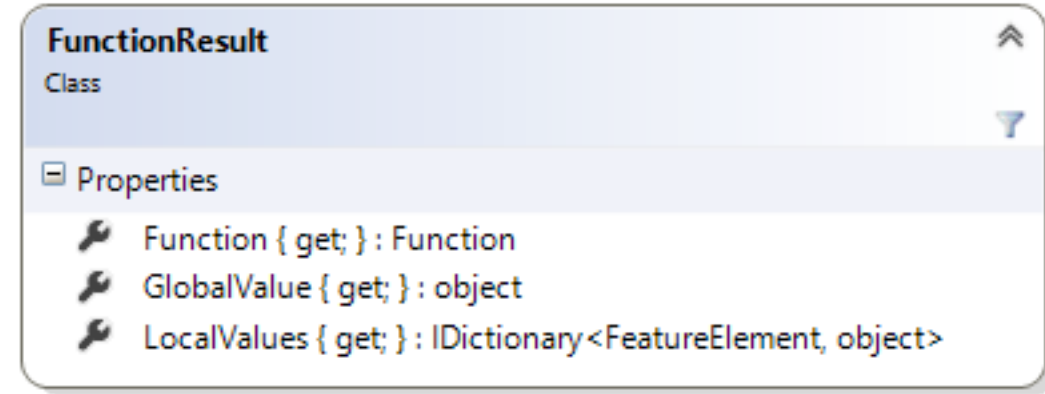 FunctionResult
Class
Properties
Function { get; } : Function
GlobalValue { get; } : object
LocalValues { get; } : IDictionary<FeatureElement, object>